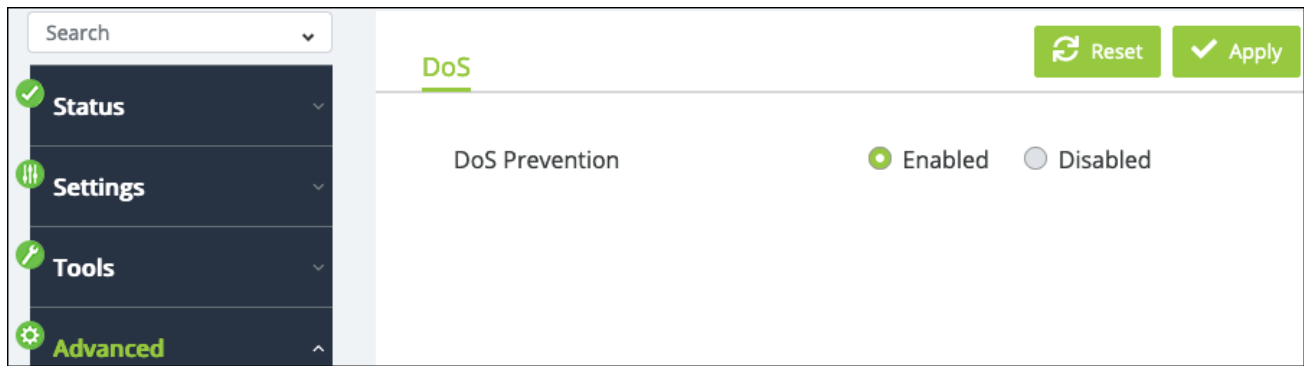 Search
Status
Settings
Tools
Advanced
DoS
Reset
Apply
DoS Prevention
Enabled
Disabled